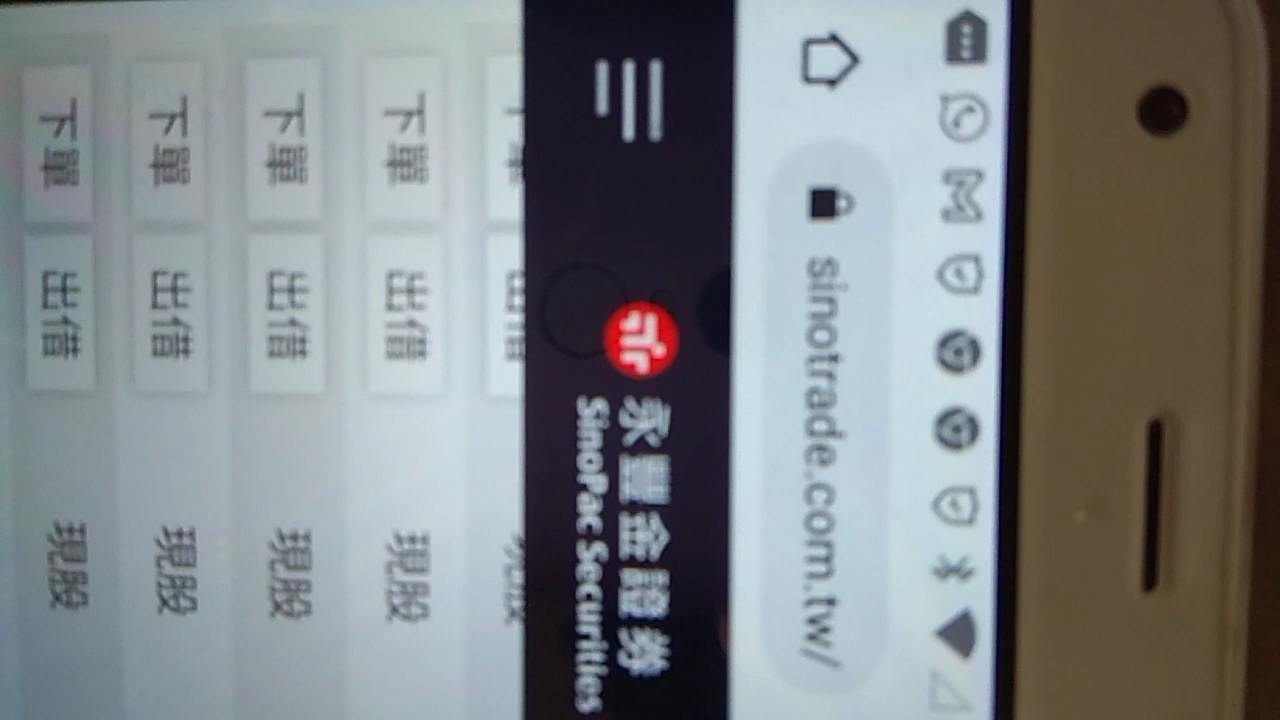 sinotrade.com.tw/
永豐金證券
SinoPac Securities
下單 出借 現股
下單 出借 現股
下單 出借 現股
下單 出借 現股